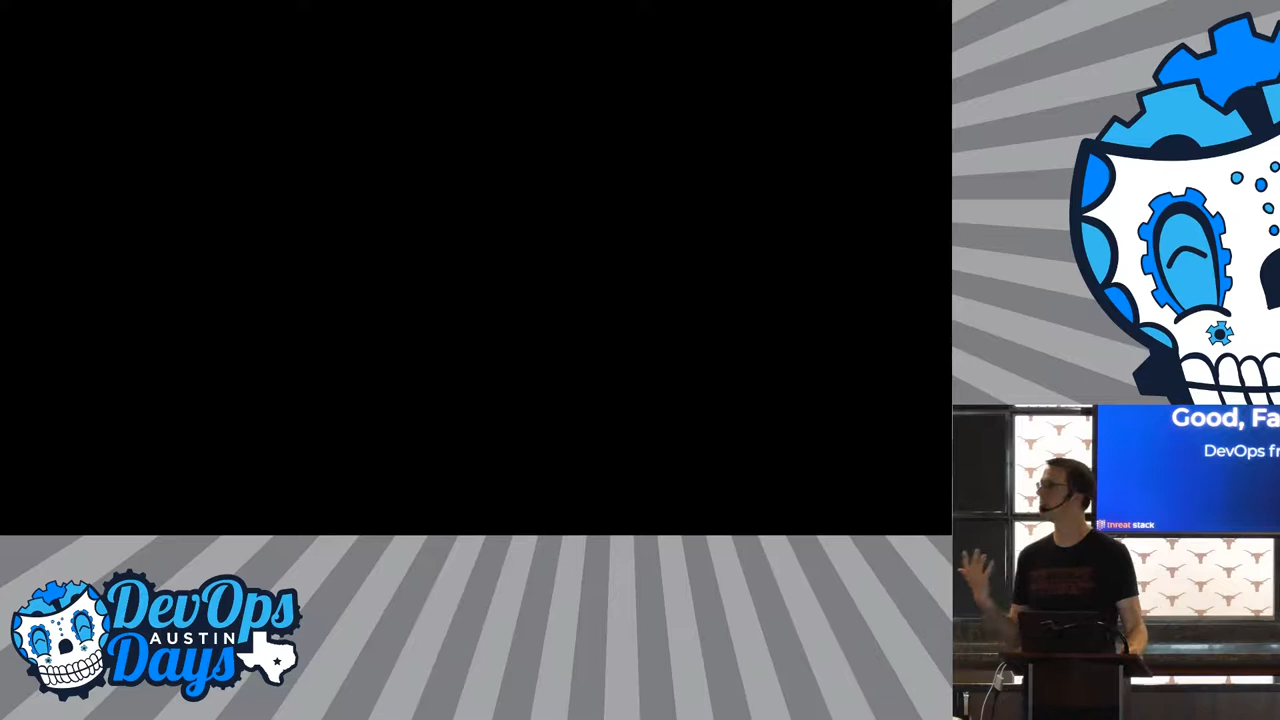 Good, Fa
DevOps fr
threat stack
DevOps
AUSTIN
Days